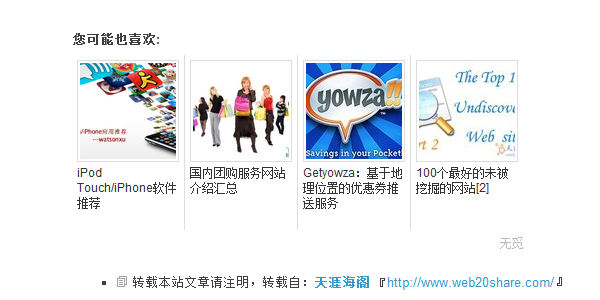 您可能也喜欢:
iPhone应用推荐
---watsonxu
yowza!!
Savings in your Pocket
The Top 1
Undiscov
Web sit
Part 2
iPod
Touch/iPhone软件
推荐
国内团购服务网站
介绍汇总
Getyowza：基于地
理位置的优惠券推
送服务
100个最好的未被
挖掘的网站[2]
无觅
转载本站文章请注明，转载自：天涯海阁『http://www.web20share.com/』